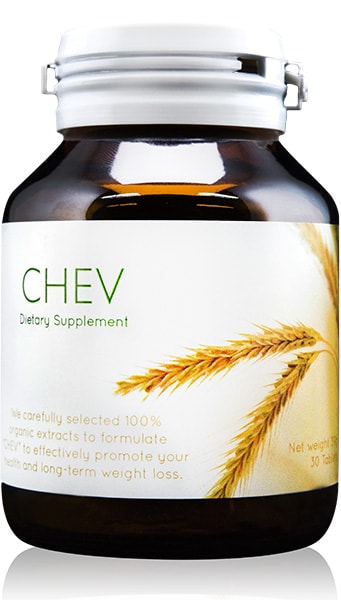 CHEV
Dietary Supplement
We carefully selected 100%
organic extracts to formulate
"CHEV" to effectively promote your
health and long-term weight loss.
Net weight
30